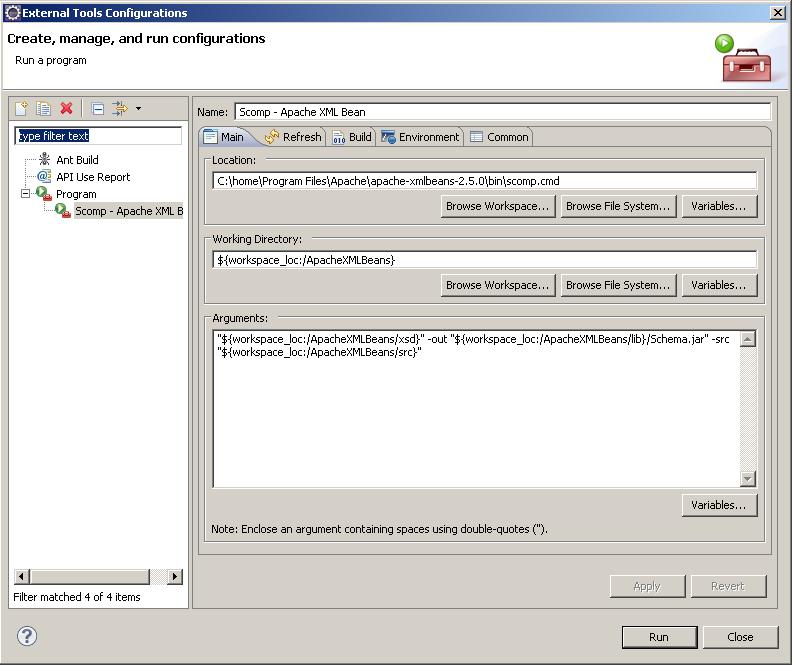 External Tools Configurations
Create, manage, and run configurations
Run a program
type filter text
Ant Build
API Use Report
Program
Scomp - Apache XML B
Filter matched 4 of 4 items
Name: Scomp - Apache XML Bean
Main Refresh Build Environment Common
Location:
C:\home\Program Files\Apache\apache-xmlbeans-2.5.0\bin\scomp.cmd
Browse Workspace... Browse File System... Variables...
Working Directory:
${workspace_loc:/ApacheXMLBeans}
Browse Workspace... Browse File System... Variables...
Arguments:
"${workspace_loc:/ApacheXMLBeans/xsd}" -out "${workspace_loc:/ApacheXMLBeans/lib}/Schema.jar" -src
"${workspace_loc:/ApacheXMLBeans/src}"
Variables...
Note: Enclose an argument containing spaces using double-quotes (").
Apply Revert
Run Close